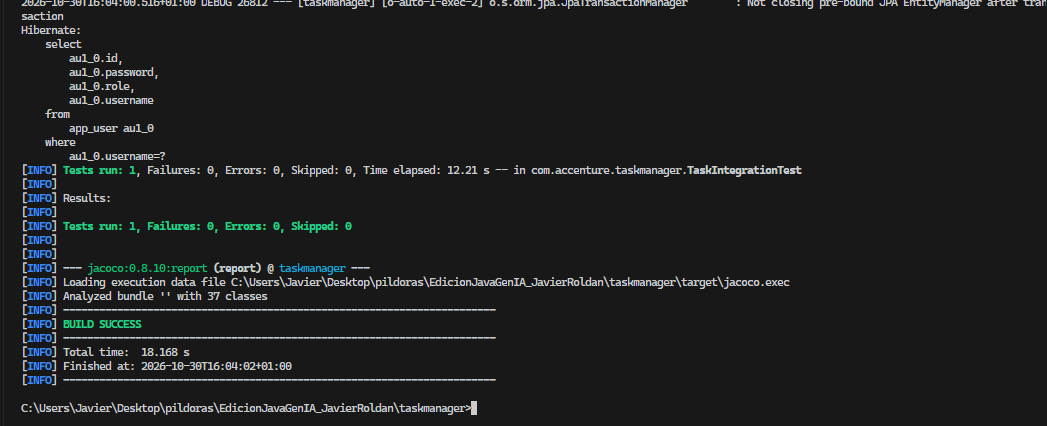 2026-10-30T16:04:00.516+01:00 DEBUG 26812 --- [taskmanager] [o-auto-1-exec-2] o.s.orm.jpa.JpaTransactionManager : Not closing pre-bound JPA EntityManager after tran
saction
Hibernate:
select
au1_0.id,
au1_0.password,
au1_0.role,
au1_0.username
from
app_user au1_0
where
au1_0.username=?
[INFO] Tests run: 1, Failures: 0, Errors: 0, Skipped: 0, Time elapsed: 12.21 s -- in com.accenture.taskmanager.TaskIntegrationTest
[INFO]
[INFO] Results:
[INFO]
[INFO] Tests run: 1, Failures: 0, Errors: 0, Skipped: 0
[INFO]
[INFO]
[INFO] --- jacoco:0.8.10:report (report) @ taskmanager ---
[INFO] Loading execution data file C:\Users\Javier\Desktop\pildoras\EdicionJavaGenIA_JavierRoldan\taskmanager\target\jacoco.exec
[INFO] Analyzed bundle '' with 37 classes
[INFO] ------------------------------------------------------------------------
[INFO] BUILD SUCCESS
[INFO] ------------------------------------------------------------------------
[INFO] Total time:  18.168 s
[INFO] Finished at: 2026-10-30T16:04:02+01:00
[INFO] ------------------------------------------------------------------------
C:\Users\Javier\Desktop\pildoras\EdicionJavaGenIA_JavierRoldan\taskmanager>